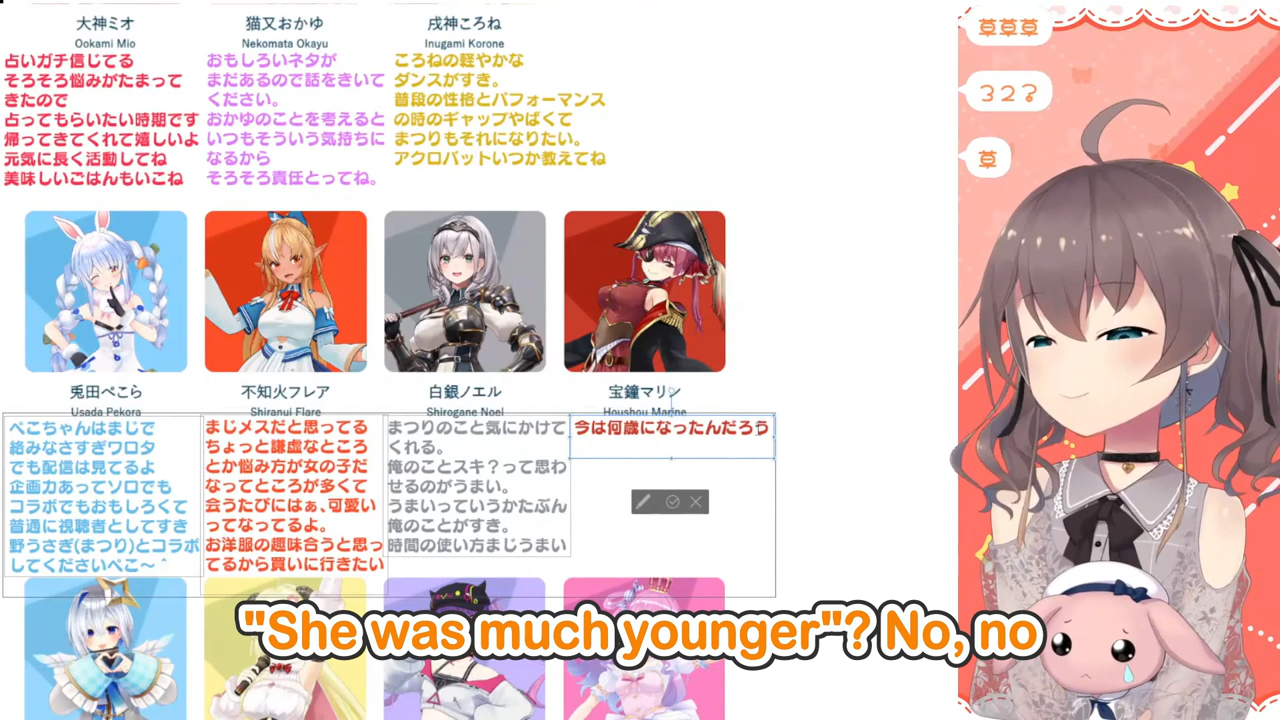 大神ミオ
Ookami Mio
占いガチ信じてる
そろそろ悩みがたまって
きたので
占ってもらいたい時期です
帰ってきてくれて嬉しいよ
元気に長く活動してね
美味しいごはんもいこね
猫又おかゆ
Nekomata Okayu
おもしろいネタが
まだあるので話をきいて
ください。
おかゆのことを考えると
いつもそういう気持ちに
なるから
そろそろ責任とってね。
戌神ころね
Inugami Korone
ころねの軽やかな
ダンスがすき。
普段の性格とパフォーマンス
の時のギャップやばくて
まつりもそれになりたい。
アクロバットいつか教えてね
草草草
３２？
草
兎田ぺこら
Usada Pekora
ぺこちゃんはまじで
絡みなさすぎワロタ
でも配信は見てるよ
企画力あってソロでも
コラボでもおもしろくて
普通に視聴者としてすき
野うさぎ(まつり)とコラボ
してくださいぺこ～＾
不知火フレア
Shiranui Flare
まじメスだと思ってる
ちょっと謙虚なところ
とか悩み方が女の子だ
なってところが多くて
会うたびにはぁ、可愛い
ってなってるよ。
お洋服の趣味合うと思っ
てるから買いに行きたい
白銀ノエル
Shirogane Noel
まつりのこと気にかけて
くれる。
俺のことスキ？って思わ
せるのがうまい。
うまいっていうかたぶん
俺のことがすき。
時間の使い方まじうまい
宝鐘マリン
Houshou Marine
今は何歳になったんだろう
"She was much younger"? No, no